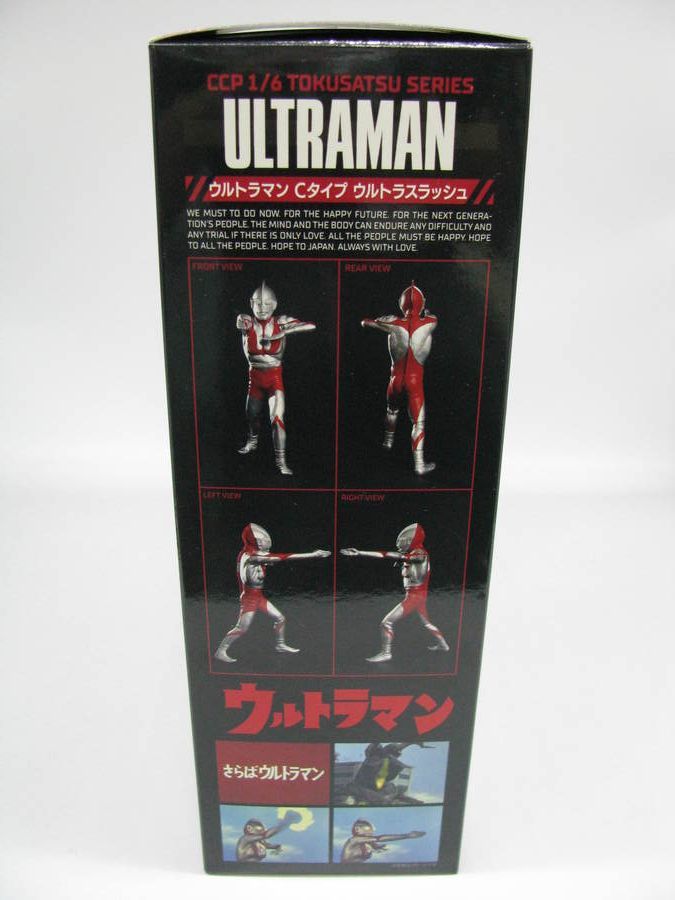 CCP 1/6 TOKUSATSU SERIES
ULTRAMAN
ウルトラマン Cタイプ ウルトラスラッシュ
WE MUST TO DO NOW. FOR THE HAPPY FUTURE. FOR THE NEXT GENERA-
TION'S PEOPLE. THE MIND AND THE BODY CAN ENDURE ANY DIFFICULTY AND
ANY TRIAL IF THERE IS ONLY LOVE. ALL THE PEOPLE MUST BE HAPPY. HOPE
TO ALL THE PEOPLE. HOPE TO JAPAN. ALWAYS WITH LOVE.
FRONT VIEW
REAR VIEW
LEFT VIEW
RIGHT VIEW
ウルトラマン
さらばウルトラマン